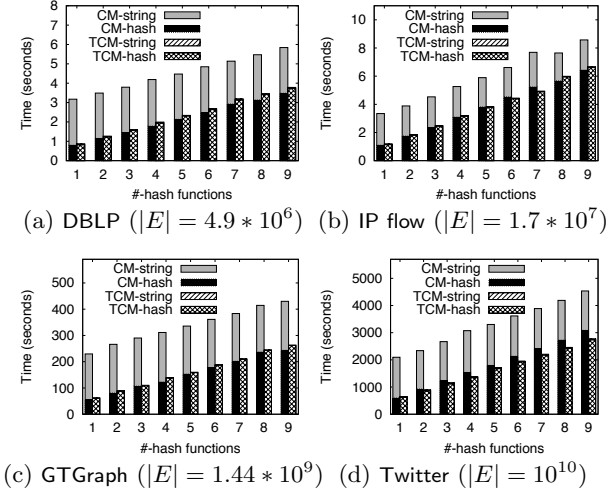 8
7
6
5
4
3
2
1
0
Time (seconds)
CM-string
CM-hash
TCM-string
TCM-hash
1 2 3 4 5 6 7 8 9
#-hash functions
(a) DBLP (|E| = 4.9 * 10^6)
10
8
6
4
2
0
Time (seconds)
CM-string
CM-hash
TCM-string
TCM-hash
1 2 3 4 5 6 7 8 9
#-hash functions
(b) IP flow (|E| = 1.7 * 10^7)
500
400
300
200
100
0
Time (seconds)
CM-string
CM-hash
TCM-string
TCM-hash
1 2 3 4 5 6 7 8 9
#-hash functions
(c) GTGraph (|E| = 1.44 * 10^9)
5000
4000
3000
2000
1000
0
Time (seconds)
CM-string
CM-hash
TCM-string
TCM-hash
1 2 3 4 5 6 7 8 9
#-hash functions
(d) Twitter (|E| = 10^10)